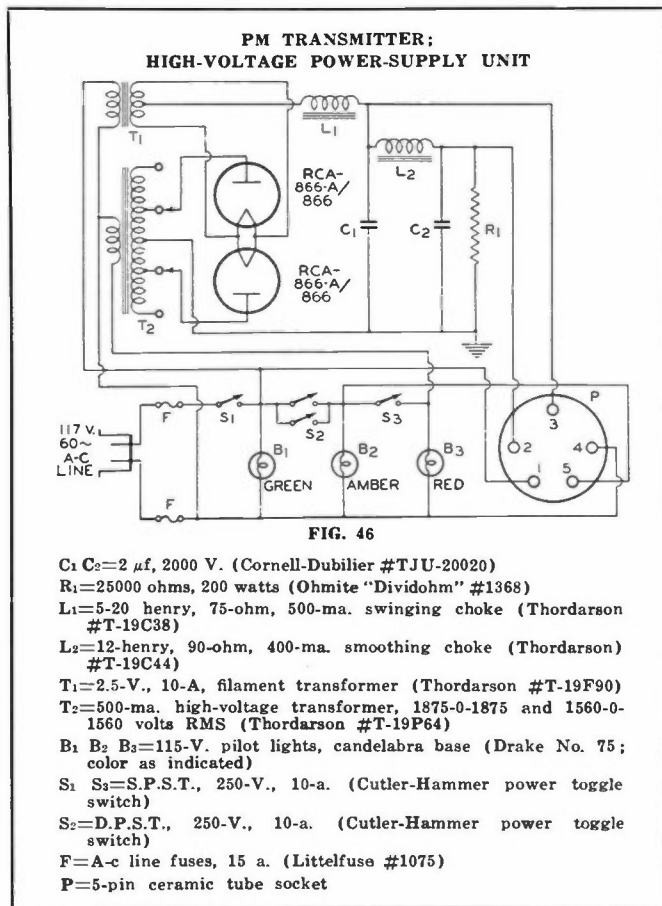 PM TRANSMITTER;
HIGH-VOLTAGE POWER-SUPPLY UNIT
T1
L1
L2
RCA-
866-A/
866
C1
C2
R1
RCA-
866-A/
866
T2
P
F
S1
S2
S3
117 V.
60~
A-C
LINE
3
2
4
1
5
B1
B2
B3
GREEN
AMBER
RED
F
FIG. 46
C1 C2=2 μf, 2000 V. (Cornell-Dubilier #TJU-20020)
R1=25000 ohms, 200 watts (Ohmite "Dividohm" #1368)
L1=5-20 henry, 75-ohm, 500-ma. swinging choke (Thordarson
#T-19C38)
L2=12-henry, 90-ohm, 400-ma. smoothing choke (Thordarson)
#T-19C44)
T1=2.5-V., 10-A, filament transformer (Thordarson #T-19F90)
T2=500-ma. high-voltage transformer, 1875-0-1875 and 1560-0-
1560 volts RMS (Thordarson #T-19P64)
B1 B2 B3=115-V. pilot lights, candelabra base (Drake No. 75;
color as indicated)
S1 S3=S.P.S.T., 250-V., 10-a. (Cutler-Hammer power toggle
switch)
S2=D.P.S.T., 250-V., 10-a. (Cutler-Hammer power toggle
switch)
F=A-c line fuses, 15 a. (Littelfuse #1075)
P=5-pin ceramic tube socket